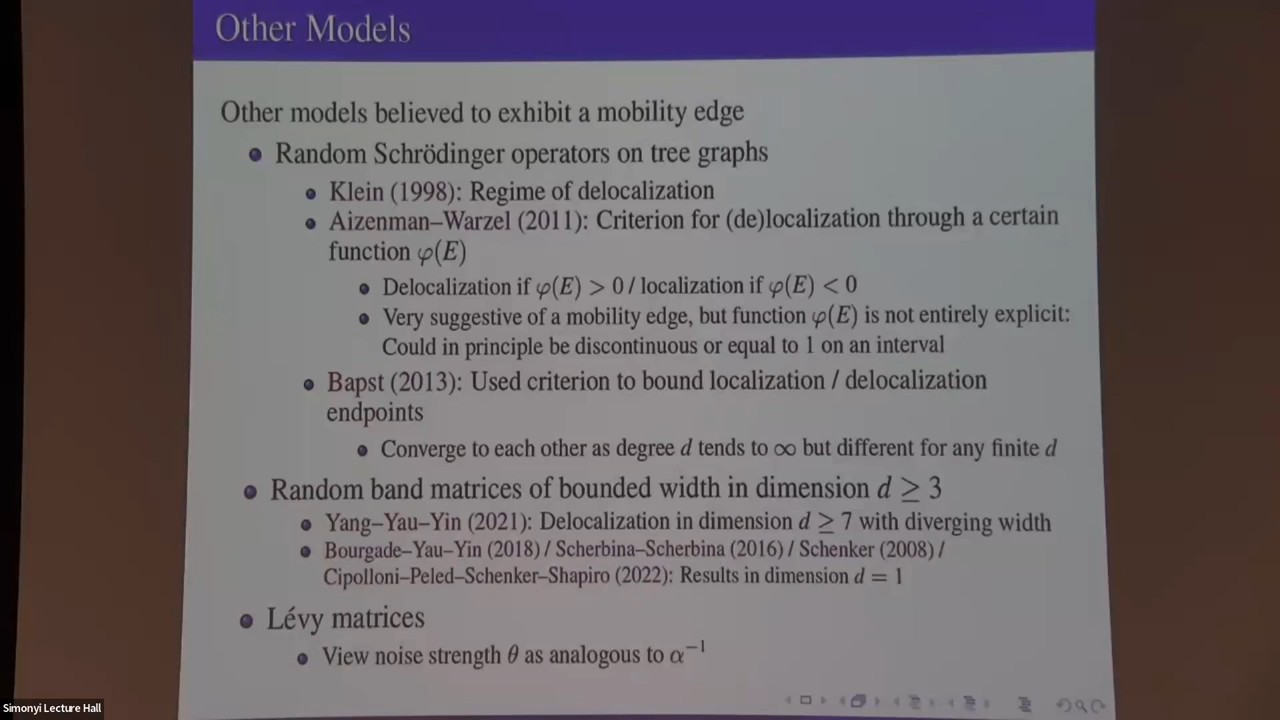 Other Models
Other models believed to exhibit a mobility edge
Random Schrödinger operators on tree graphs
Klein (1998): Regime of delocalization
Aizenman–Warzel (2011): Criterion for (de)localization through a certain
function φ(E)
Delocalization if φ(E) > 0 / localization if φ(E) < 0
Very suggestive of a mobility edge, but function φ(E) is not entirely explicit:
Could in principle be discontinuous or equal to 1 on an interval
Bapst (2013): Used criterion to bound localization / delocalization
endpoints
Converge to each other as degree d tends to ∞ but different for any finite d
Random band matrices of bounded width in dimension d ≥ 3
Yang–Yau–Yin (2021): Delocalization in dimension d ≥ 7 with diverging width
Bourgade–Yau–Yin (2018) / Scherbina–Scherbina (2016) / Schenker (2008) /
Cipolloni–Peled–Schenker–Shapiro (2022): Results in dimension d = 1
Lévy matrices
View noise strength θ as analogous to α⁻¹
Simonyi Lecture Hall